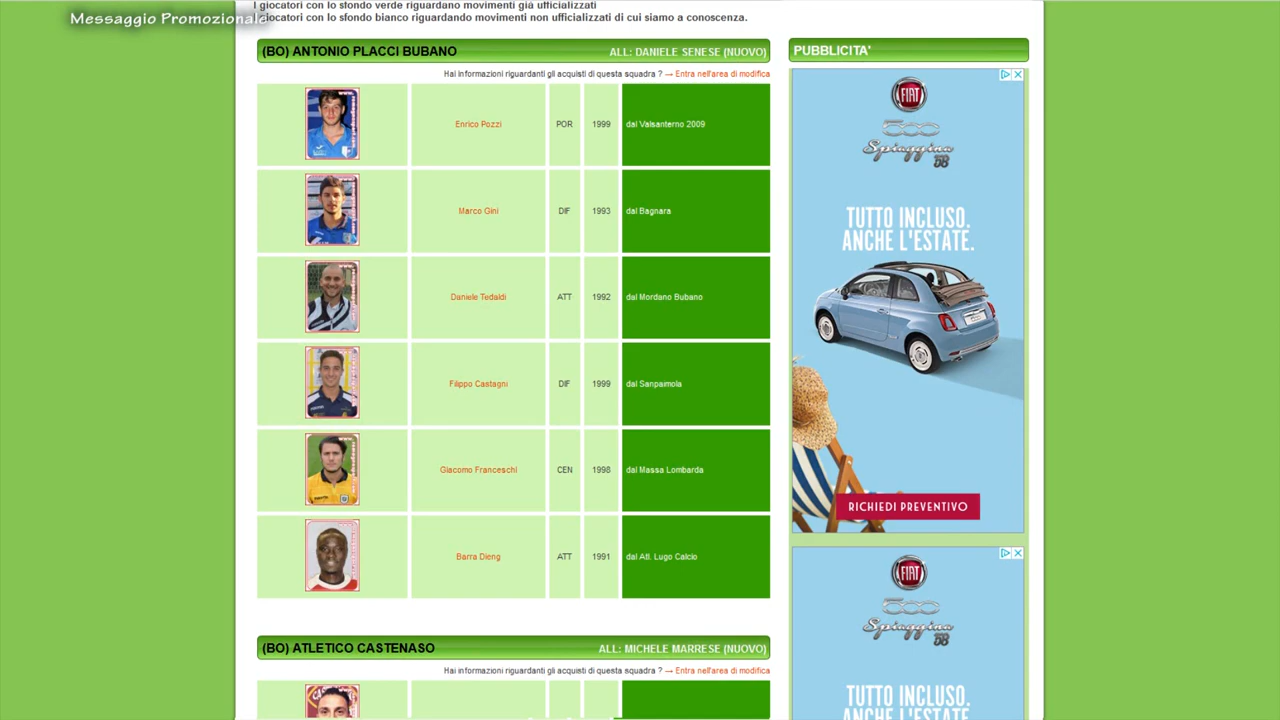 I giocatori con lo sfondo verde riguardano movimenti già ufficializzati
Messaggio Promozionale
giocatori con lo sfondo bianco riguardando movimenti non ufficializzati di cui siamo a conoscenza.
(BO) ANTONIO PLACCI BUBANO ALL: DANIELE SENESE (NUOVO)
Hai informazioni riguardanti gli acquisti di questa squadra ? → Entra nell'area di modifica
Enrico Pozzi POR 1999 dal Valsanterno 2009
Marco Gini DIF 1993 dal Bagnara
Daniele Tedaldi ATT 1992 dal Mordano Bubano
Filippo Castagni DIF 1999 dal Sanpaimola
Giacomo Franceschi CEN 1998 dal Massa Lombarda
Barra Dieng ATT 1991 dal Atl. Lugo Calcio
(BO) ATLETICO CASTENASO ALL: MICHELE MARRESE (NUOVO)
Hai informazioni riguardanti gli acquisti di questa squadra ? → Entra nell'area di modifica
PUBBLICITA'
FIAT
500
Spiaggina
'58
TUTTO INCLUSO.
ANCHE L'ESTATE.
RICHIEDI PREVENTIVO
FIAT
500
Spiaggina
'58
TUTTO INCLUSO.
ANCHE L'ESTATE.